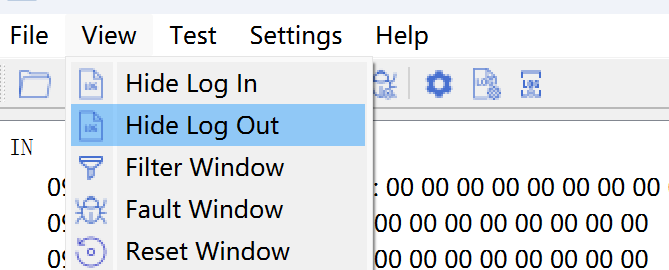 File View Test Settings Help
Hide Log In
Hide Log Out
IN
Filter Window
: 00 00 00 00 00 00 00 00
Fault Window
00 00 00 00 00 00 00 00
Reset Window
00 00 00 00 00 00 00 00